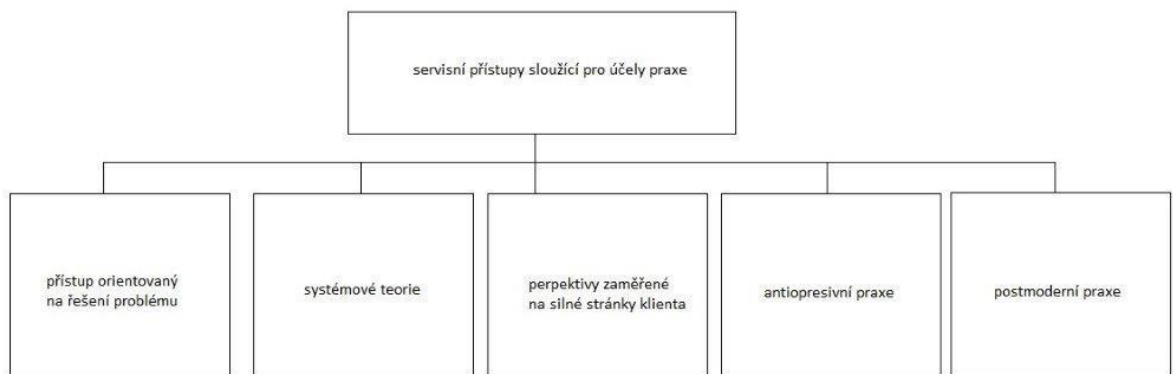 servisní přístupy sloužící pro účely praxe
přístup orientovaný
na řešení problému
systémové teorie
perpektivy zaměřené
na silné stránky klienta
antiopresivní praxe
postmoderní praxe